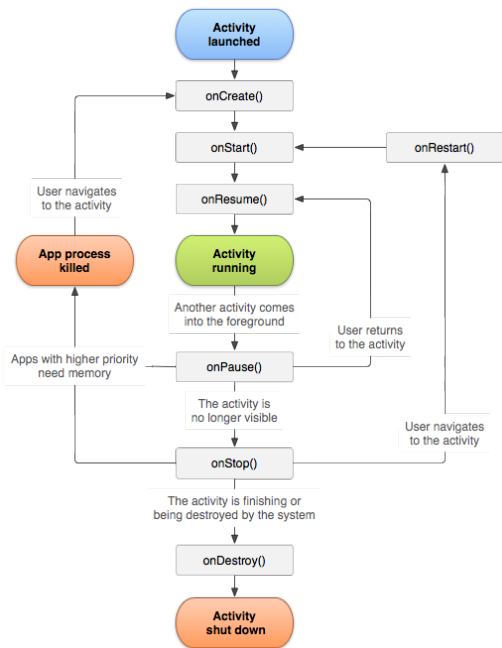 Activity
launched
onCreate()
onStart()
onRestart()
User navigates
to the activity
onResume()
App process
killed
Activity
running
Another activity comes
into the foreground
User returns
to the activity
Apps with higher priority
need memory
onPause()
The activity is
no longer visible
User navigates
to the activity
onStop()
The activity is finishing or
being destroyed by the system
onDestroy()
Activity
shut down